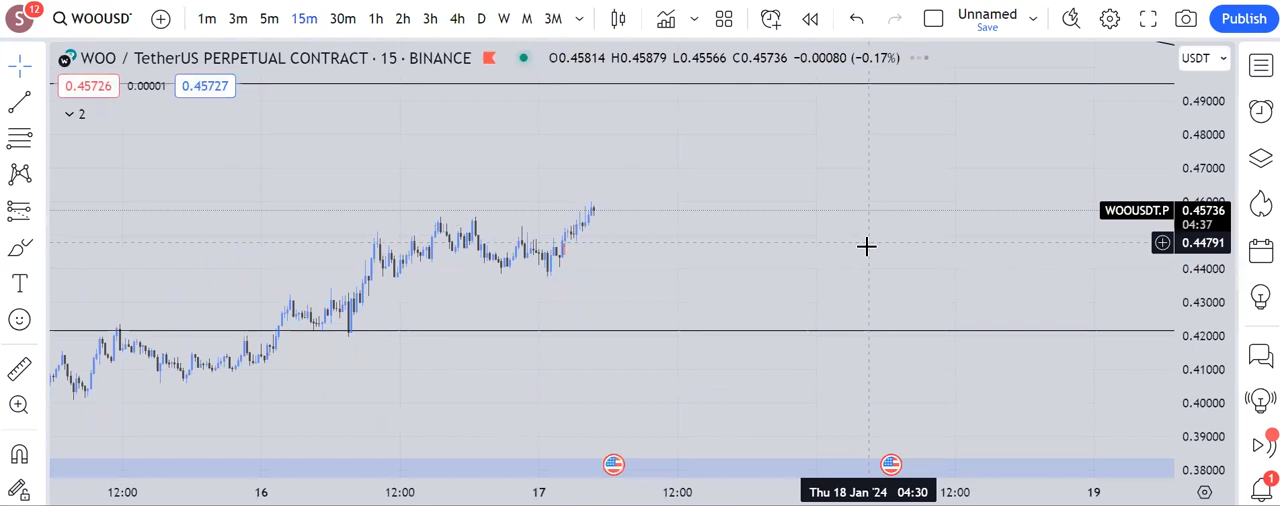 S 12 WOOUSDT 1m 3m 5m 15m 30m 1h 2h 3h 4h D W M 3M Unnamed Save Publish
WOO / TetherUS PERPETUAL CONTRACT · 15 · BINANCE O0.45814 H0.45879 L0.45566 C0.45736 −0.00080 (−0.17%) USDT
0.45726 0.00001 0.45727
2
0.49000
0.48000
0.47000
WOOUSDT.P 0.45736
04:37
0.44791
0.44000
0.43000
0.42000
0.41000
0.40000
0.39000
0.38000
12:00 16 12:00 17 12:00 Thu 18 Jan '24 04:30 12:00 19
1